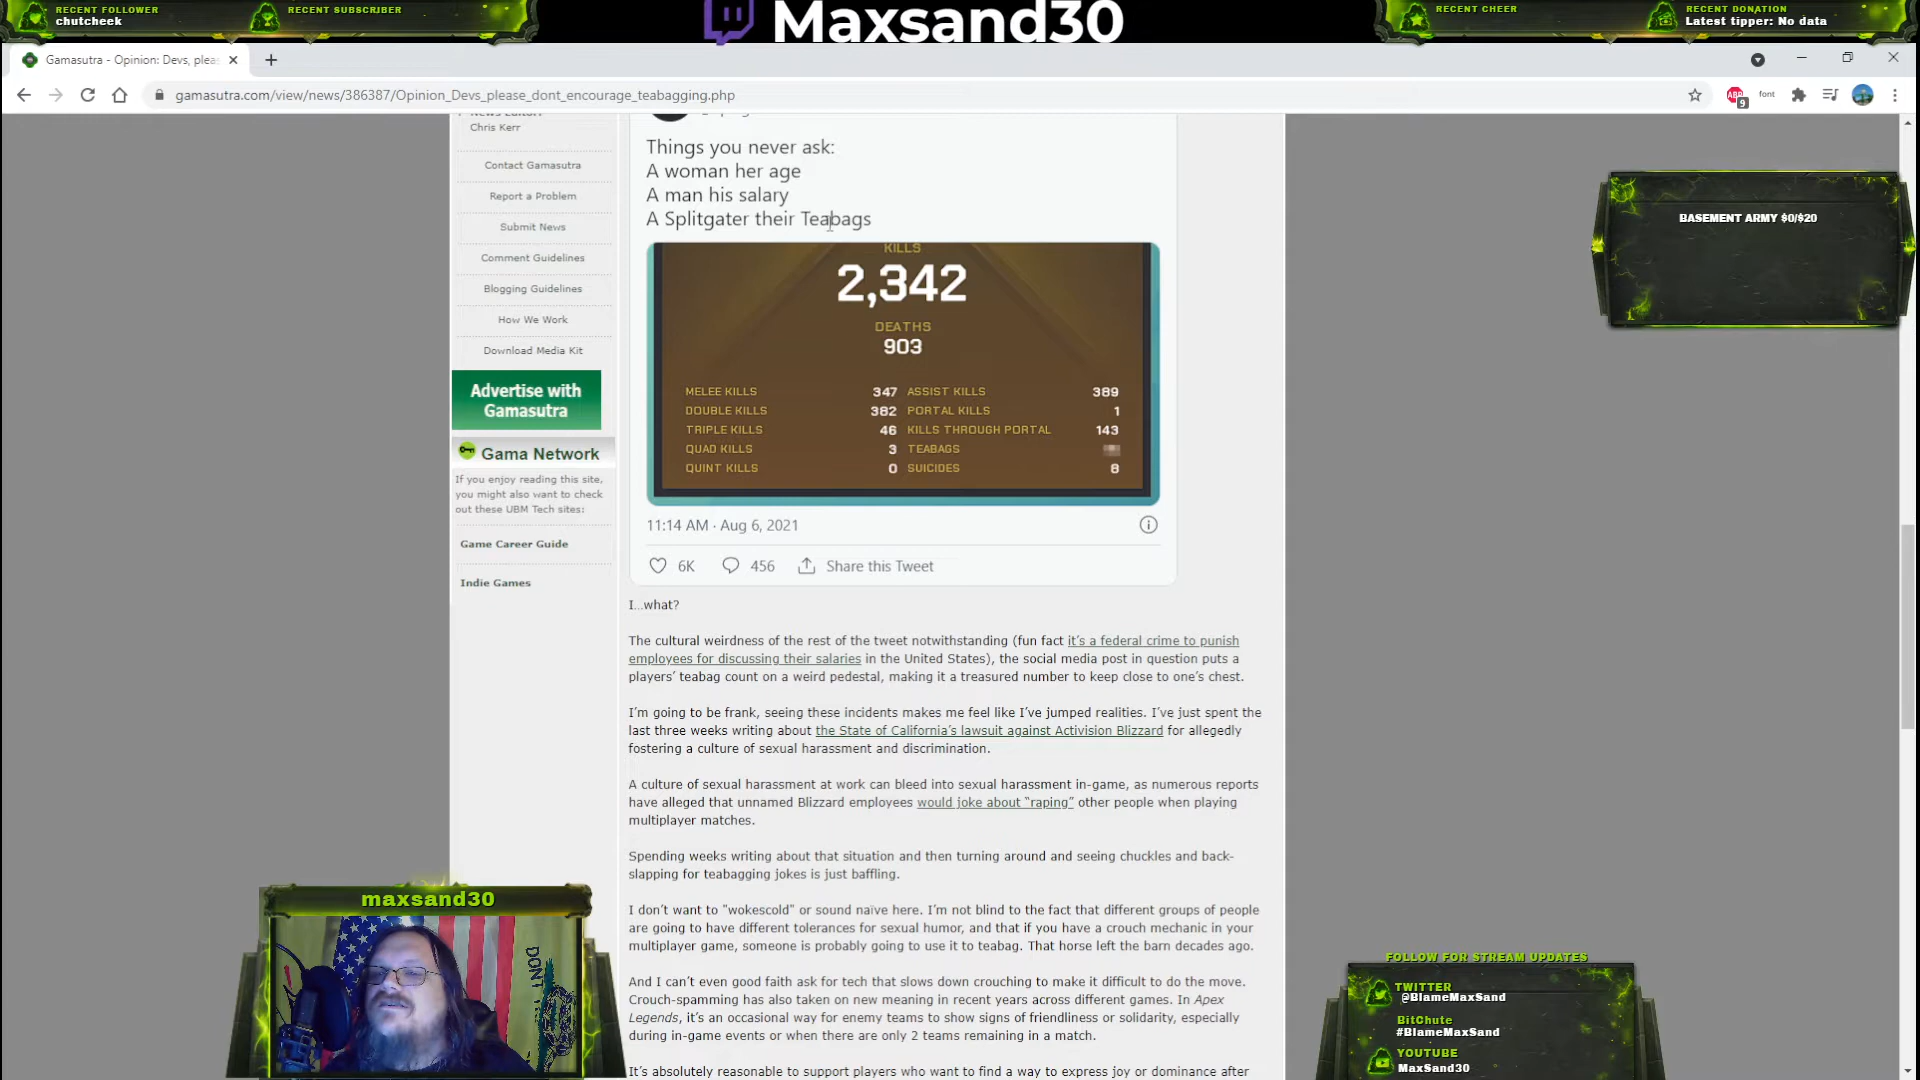 RECENT FOLLOWER
chutcheek
RECENT SUBSCRIBER
Maxsand30
RECENT CHEER
RECENT DONATION
Latest tipper: No data
Gamasutra - Opinion: Devs, plea
gamasutra.com/view/news/386387/Opinion_Devs_please_dont_encourage_teabagging.php
ABP
9
font
Chris Kerr
Contact Gamasutra
Report a Problem
Submit News
Comment Guidelines
Blogging Guidelines
How We Work
Download Media Kit
Advertise with
Gamasutra
Gama Network
If you enjoy reading this site,
you might also want to check
out these UBM Tech sites:
Game Career Guide
Indie Games
Things you never ask:
A woman her age
A man his salary
A Splitgater their Teabags
KILLS
2,342
DEATHS
903
MELEE KILLS 347 ASSIST KILLS 389
DOUBLE KILLS 382 PORTAL KILLS 1
TRIPLE KILLS 46 KILLS THROUGH PORTAL 143
QUAD KILLS 3 TEABAGS
QUINT KILLS 0 SUICIDES 8
11:14 AM · Aug 6, 2021
6K 456 Share this Tweet
I...what?
The cultural weirdness of the rest of the tweet notwithstanding (fun fact it's a federal crime to punish
employees for discussing their salaries in the United States), the social media post in question puts a
players' teabag count on a weird pedestal, making it a treasured number to keep close to one's chest.
I'm going to be frank, seeing these incidents makes me feel like I've jumped realities. I've just spent the
last three weeks writing about the State of California's lawsuit against Activision Blizzard for allegedly
fostering a culture of sexual harassment and discrimination.
A culture of sexual harassment at work can bleed into sexual harassment in-game, as numerous reports
have alleged that unnamed Blizzard employees would joke about "raping" other people when playing
multiplayer matches.
Spending weeks writing about that situation and then turning around and seeing chuckles and back-
slapping for teabagging jokes is just baffling.
I don't want to "wokescold" or sound naïve here. I'm not blind to the fact that different groups of people
are going to have different tolerances for sexual humor, and that if you have a crouch mechanic in your
multiplayer game, someone is probably going to use it to teabag. That horse left the barn decades ago.
And I can't even good faith ask for tech that slows down crouching to make it difficult to do the move.
Crouch-spamming has also taken on new meaning in recent years across different games. In Apex
Legends, it's an occasional way for enemy teams to show signs of friendliness or solidarity, especially
during in-game events or when there are only 2 teams remaining in a match.
It's absolutely reasonable to support players who want to find a way to express joy or dominance after
BASEMENT ARMY $0/$20
maxsand30
DON'T
FOLLOW FOR STREAM UPDATES
TWITTER
@BlameMaxSand
BitChute
#BlameMaxSand
YOUTUBE
MaxSand30